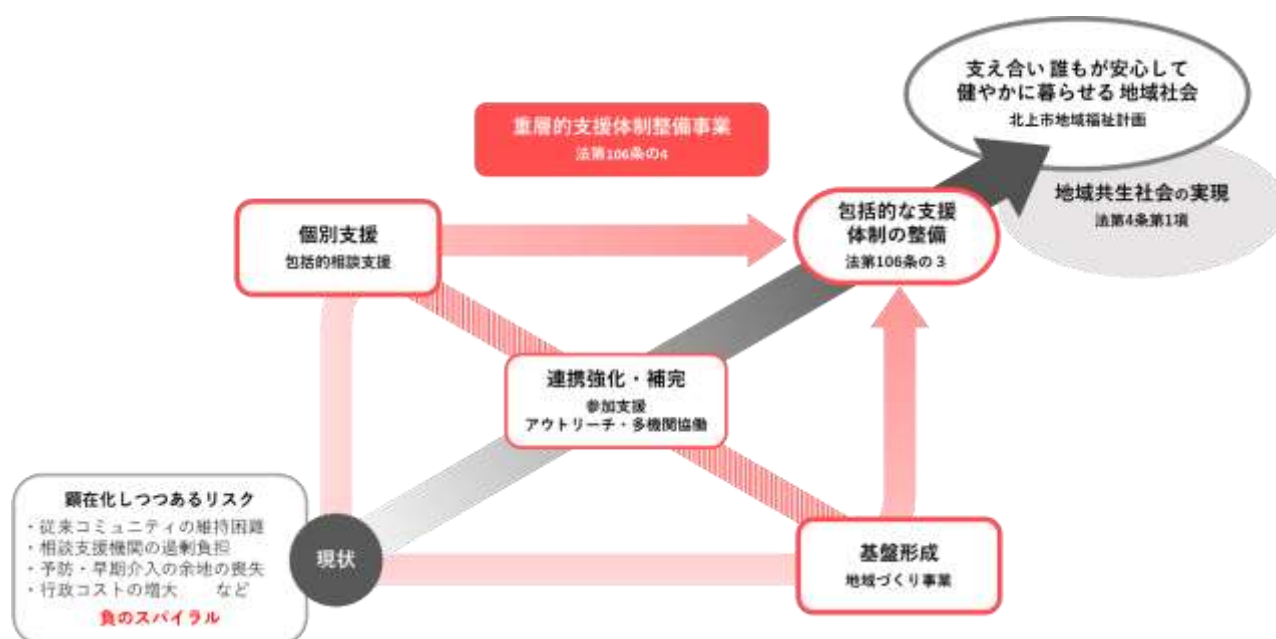 支え合い 誰もが安心して
健やかに暮らせる 地域社会
北上市地域福祉計画
重層的支援体制整備事業
法第106条の4
地域共生社会の実現
法第4条第1項
包括的な支援
体制の整備
法第106条の3
個別支援
包括的相談支援
連携強化・補完
参加支援
アウトリーチ・多機関協働
顕在化しつつあるリスク
・従来コミュニティの維持困難
・相談支援機関の過剰負担
・予防・早期介入の余地の喪失
・行政コストの増大 など
負のスパイラル
現状
基盤形成
地域づくり事業